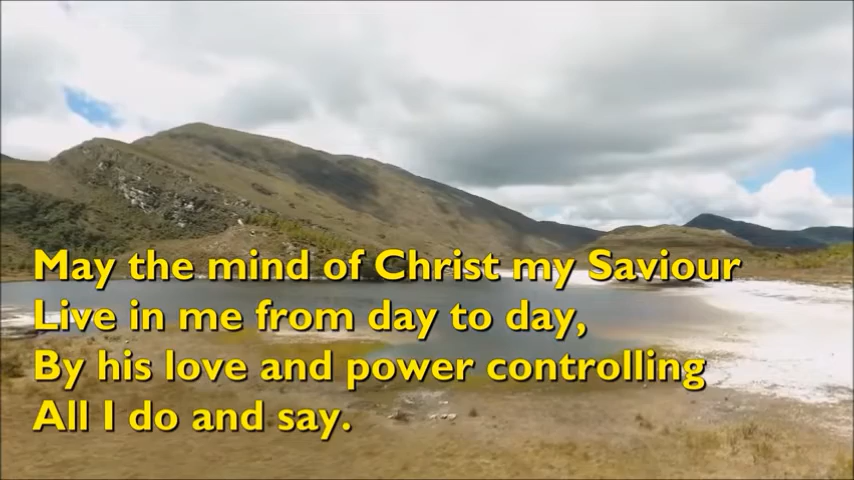 May the mind of Christ my Saviour
Live in me from day to day,
By his love and power controlling
All I do and say.